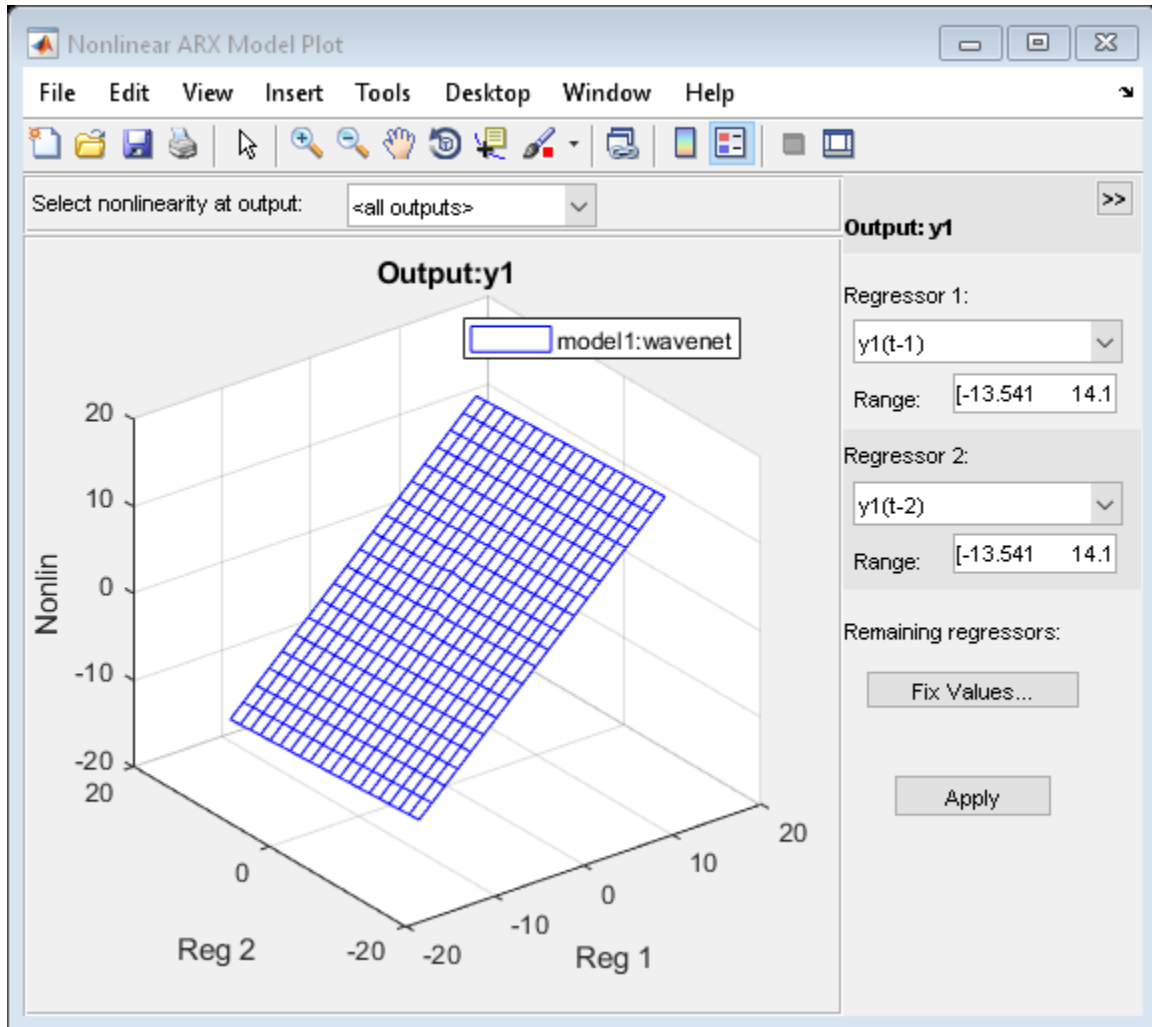 Nonlinear ARX Model Plot
File Edit View Insert Tools Desktop Window Help
Select nonlinearity at output: <all outputs>
>>
Output: y1
Output:y1
model1:wavenet
20
10
0
-10
-20
Nonlin
20
0
-20
Reg 2
-20
-10
0
10
20
Reg 1
Regressor 1:
y1(t-1)
Range: [-13.541 14.1
Regressor 2:
y1(t-2)
Range: [-13.541 14.1
Remaining regressors:
Fix Values...
Apply